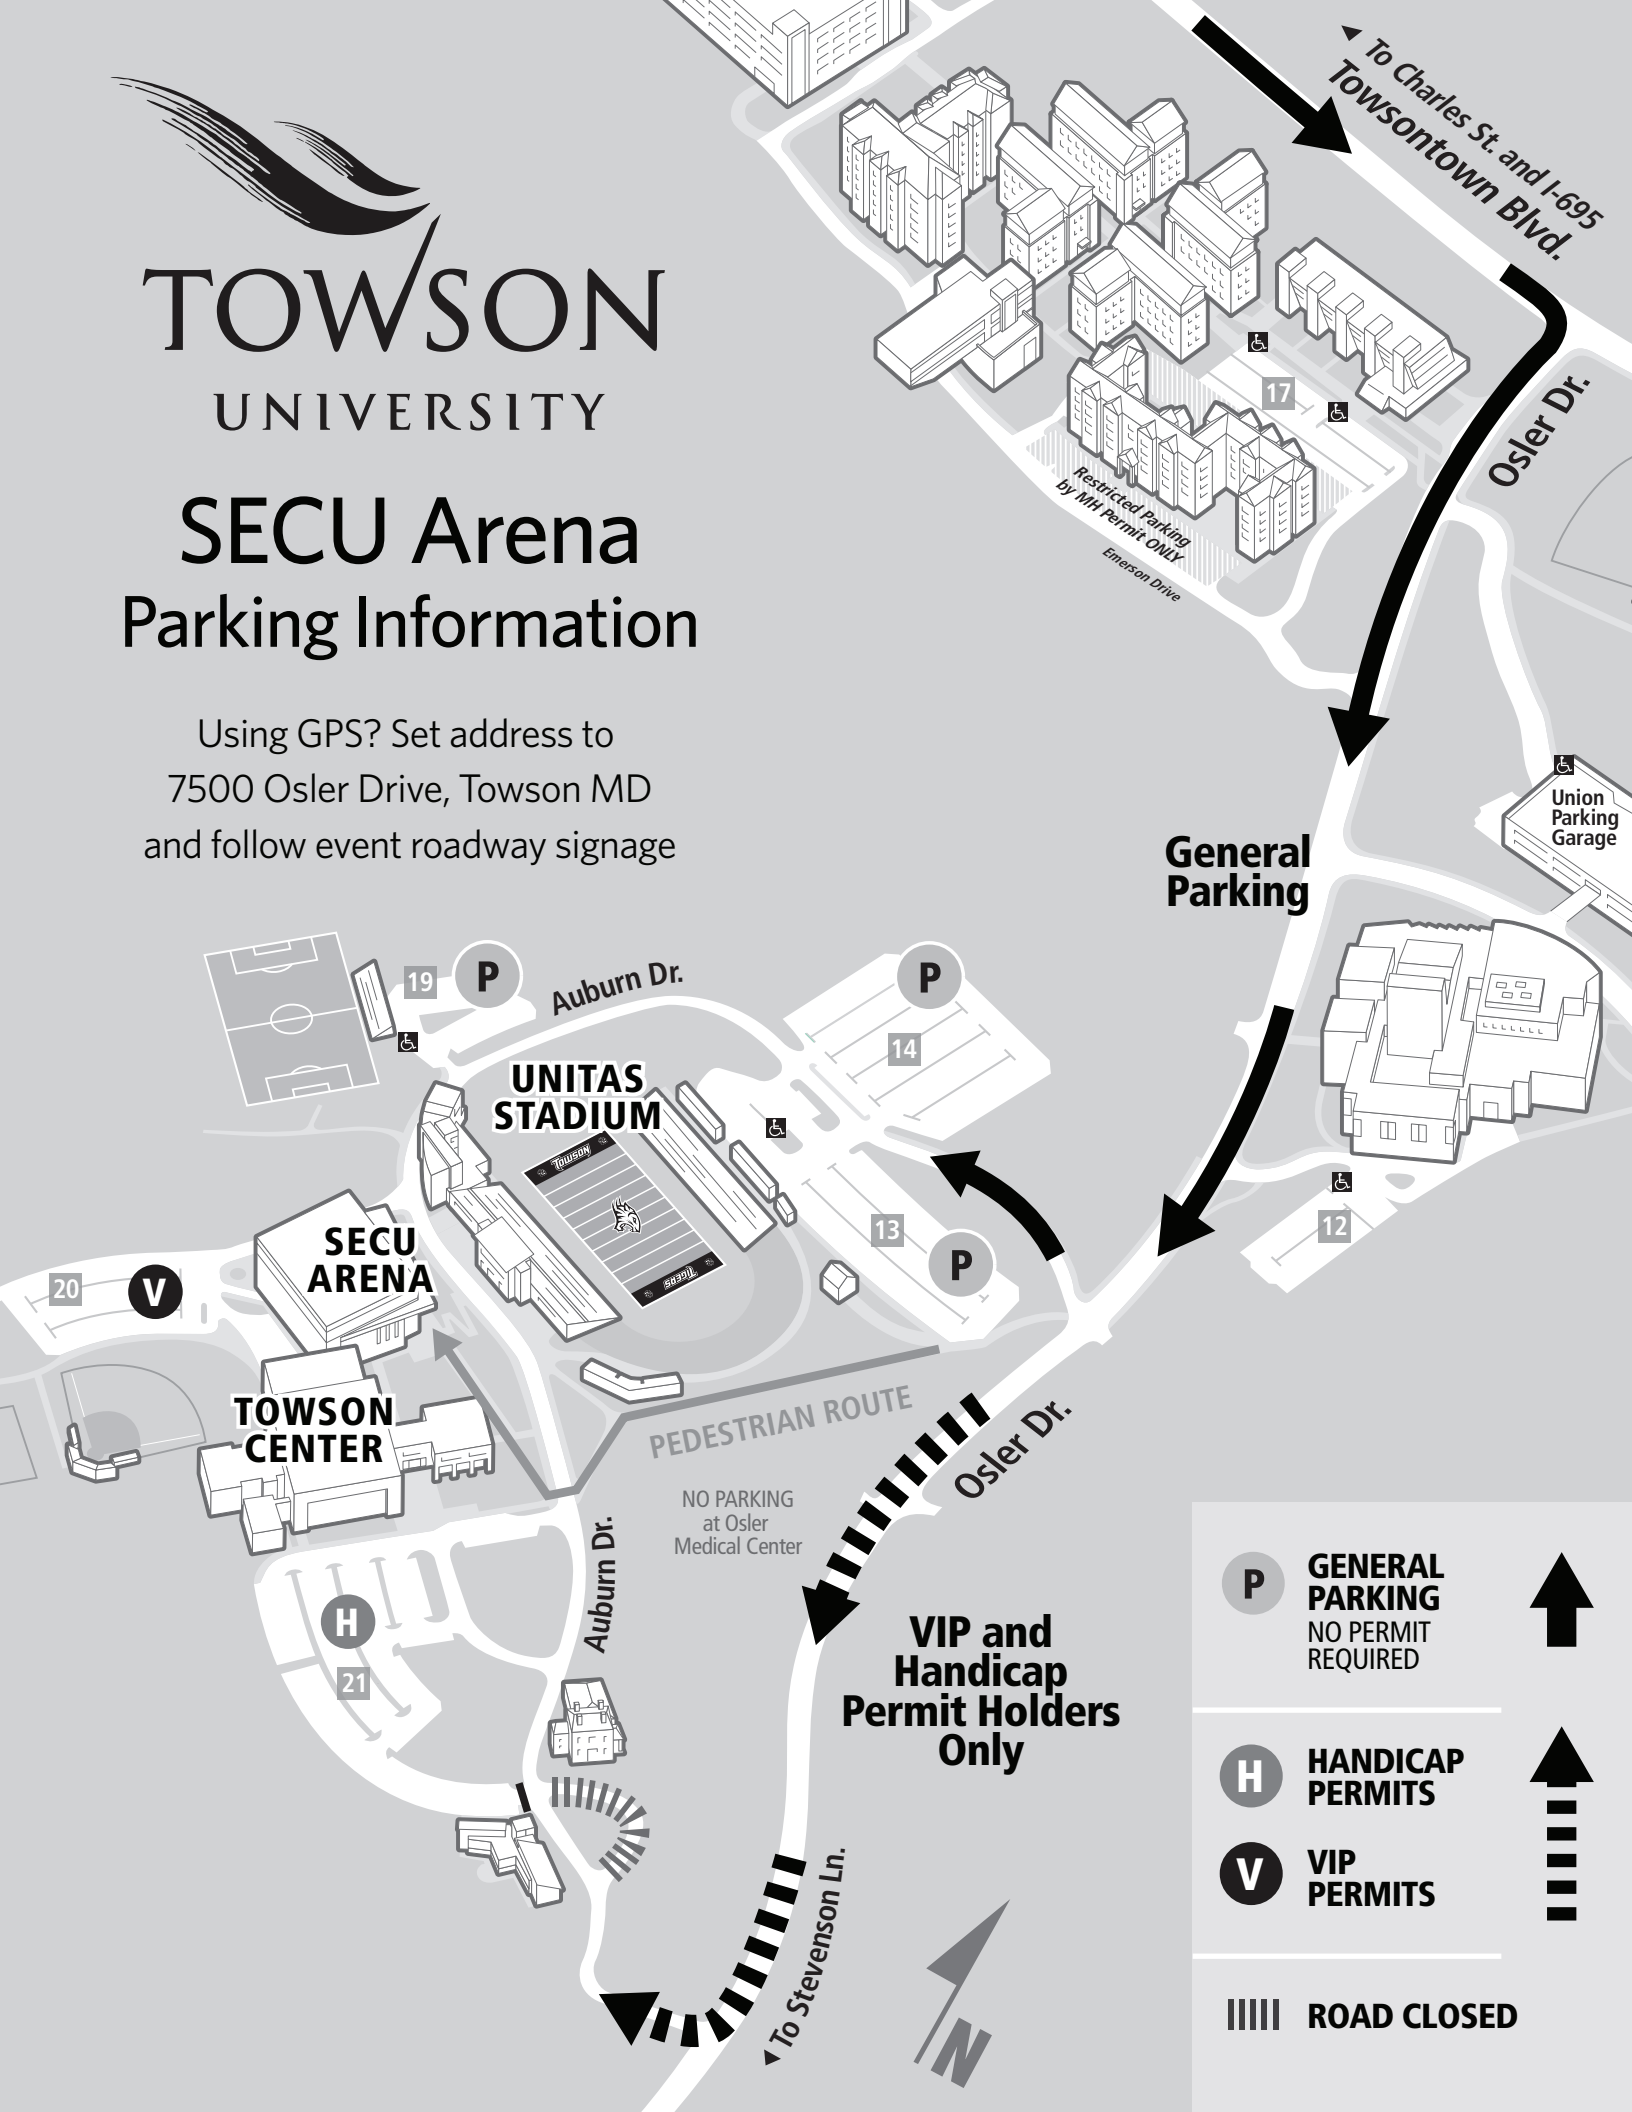 TOWSON
UNIVERSITY
SECU Arena
Parking Information
Using GPS? Set address to
7500 Osler Drive, Towson MD
and follow event roadway signage
To Charles St. and I-695
Towsontown Blvd.
Osler Dr.
17
Restricted Parking
by MH Permit ONLY
Emerson Drive
Union
Parking
Garage
General
Parking
19
P
Auburn Dr.
P
14
UNITAS
STADIUM
TOWSON
TIGERS
13
P
12
SECU
ARENA
20
V
TOWSON
CENTER
PEDESTRIAN ROUTE
Osler Dr.
NO PARKING
at Osler
Medical Center
Auburn Dr.
H
21
VIP and
Handicap
Permit Holders
Only
To Stevenson Ln.
N
P
GENERAL
PARKING
NO PERMIT
REQUIRED
H
HANDICAP
PERMITS
V
VIP
PERMITS
ROAD CLOSED